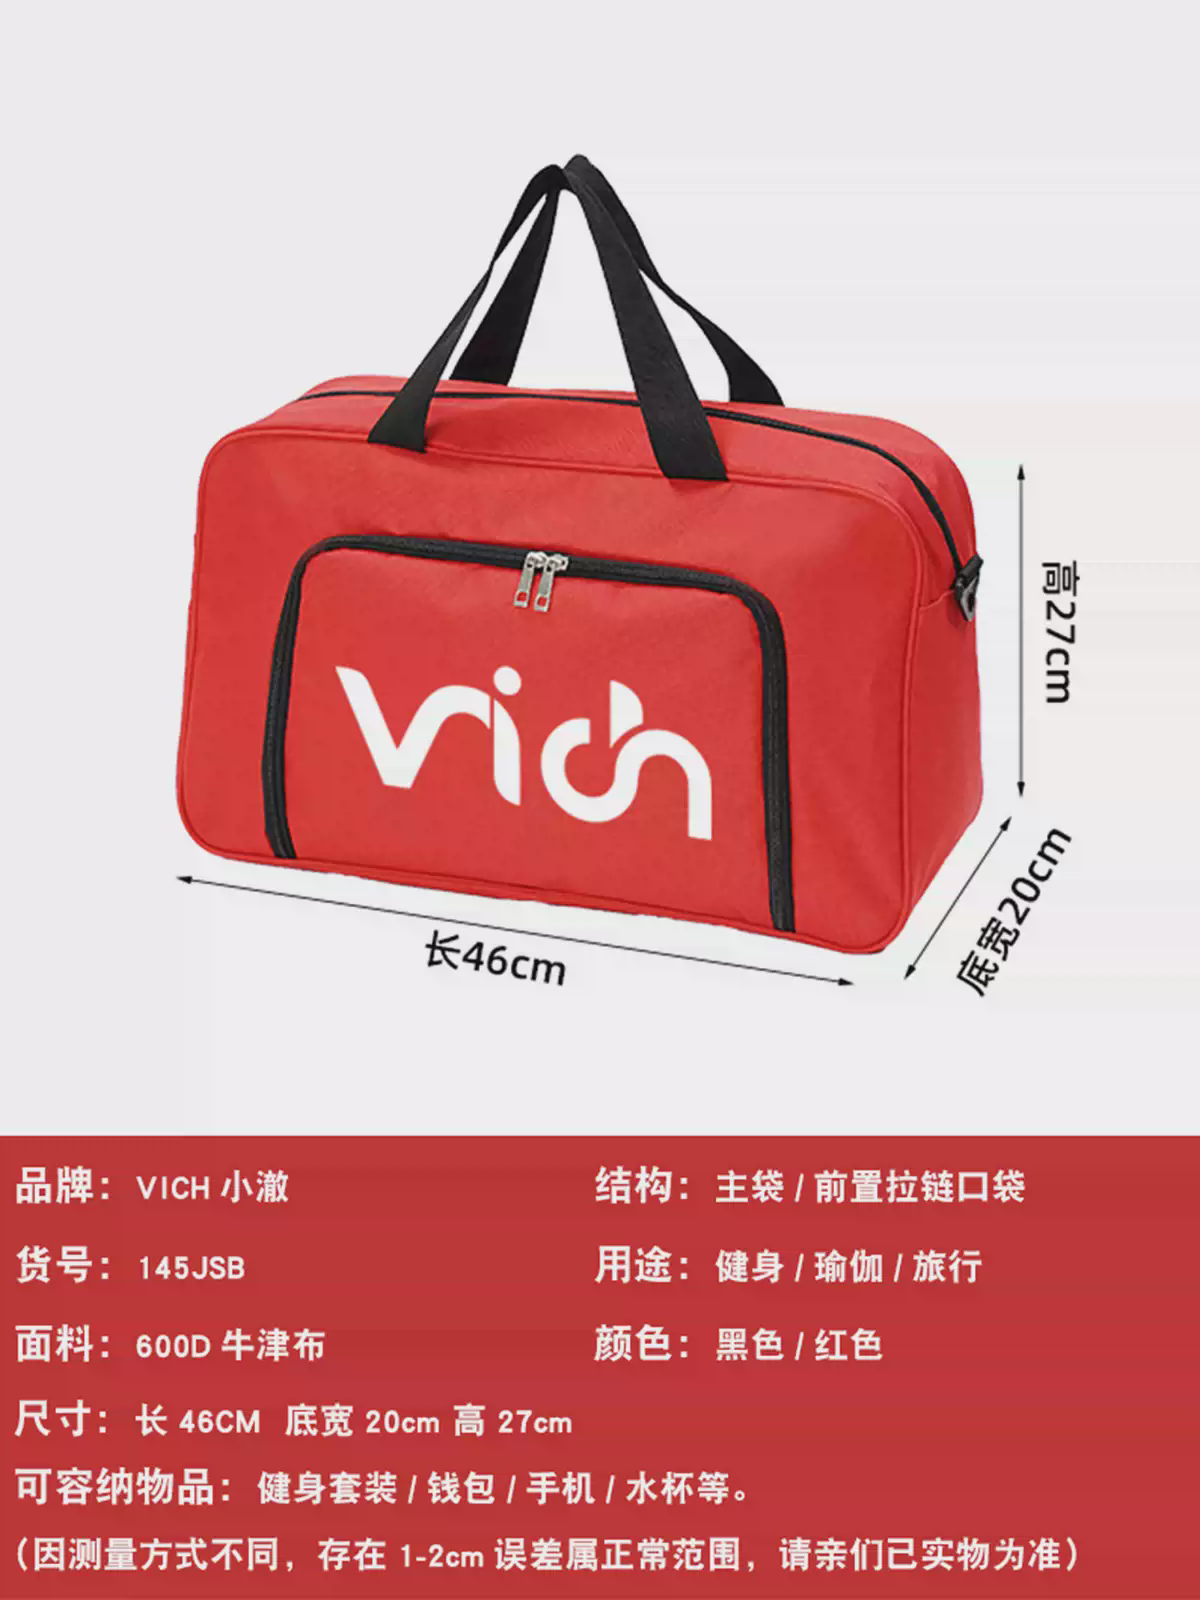 vich
高27cm
底宽20cm
长46cm
品牌：VICH 小澈
结构：主袋 / 前置拉链口袋
货号：145JSB
用途：健身 / 瑜伽 / 旅行
面料：600D 牛津布
颜色：黑色 / 红色
尺寸：长 46CM 底宽 20cm 高 27cm
可容纳物品：健身套装 / 钱包 / 手机 / 水杯等。
（因测量方式不同，存在 1-2cm 误差属正常范围，请亲们已实物为准）